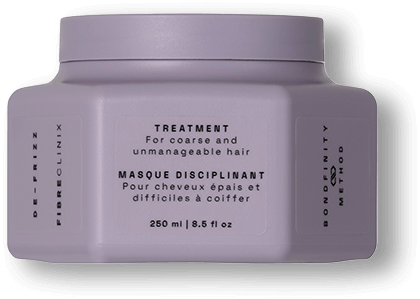 DE-FRIZZ
FIBRECLINIX
TREATMENT
For coarse and
unmanageable hair
MASQUE DISCIPLINANT
Pour cheveux épais et
difficiles à coiffer
250 ml | 8.5 fl oz
BONDFINITY
METHOD